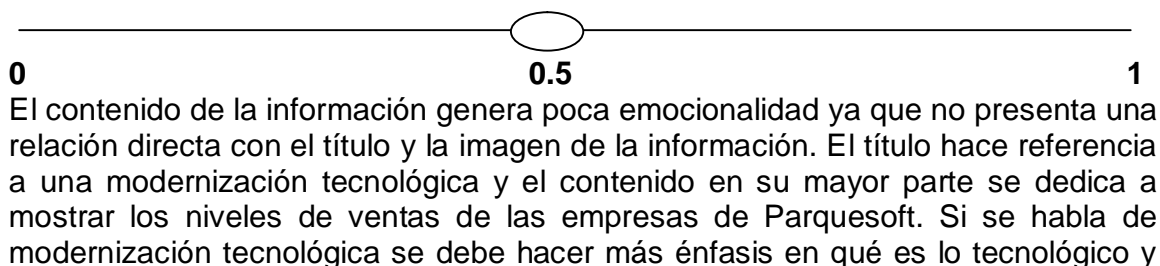 0 0.5 1
El contenido de la información genera poca emocionalidad ya que no presenta una
relación directa con el título y la imagen de la información. El título hace referencia
a una modernización tecnológica y el contenido en su mayor parte se dedica a
mostrar los niveles de ventas de las empresas de Parquesoft. Si se habla de
modernización tecnológica se debe hacer más énfasis en qué es lo tecnológico y